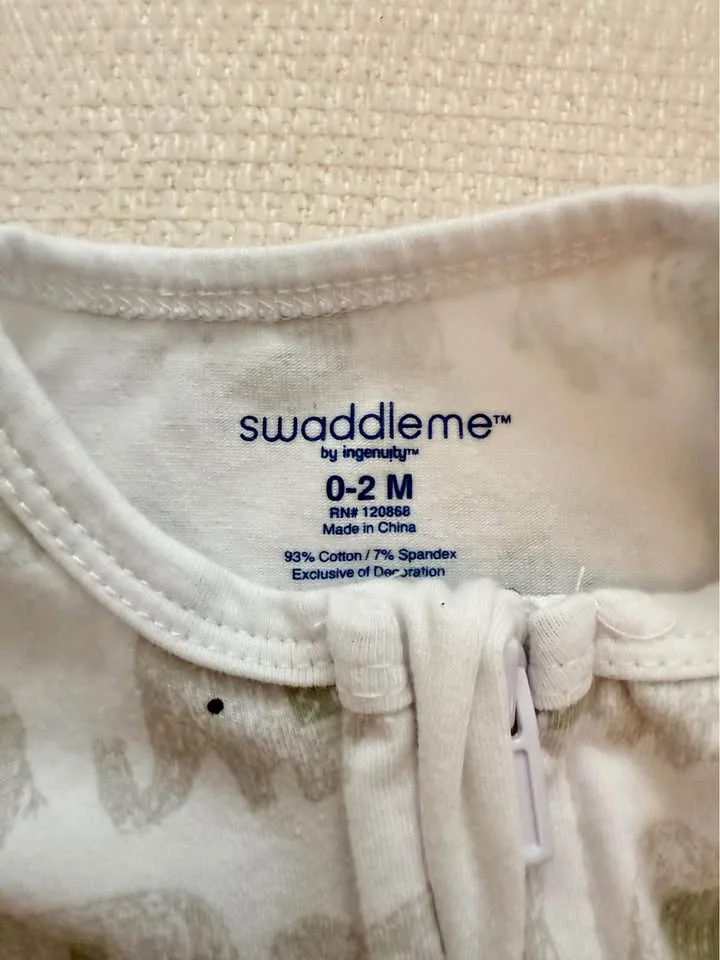 swaddleme™
by ingenuity™
0-2 M
RN# 120868
Made in China
93% Cotton / 7% Spandex
Exclusive of Decoration